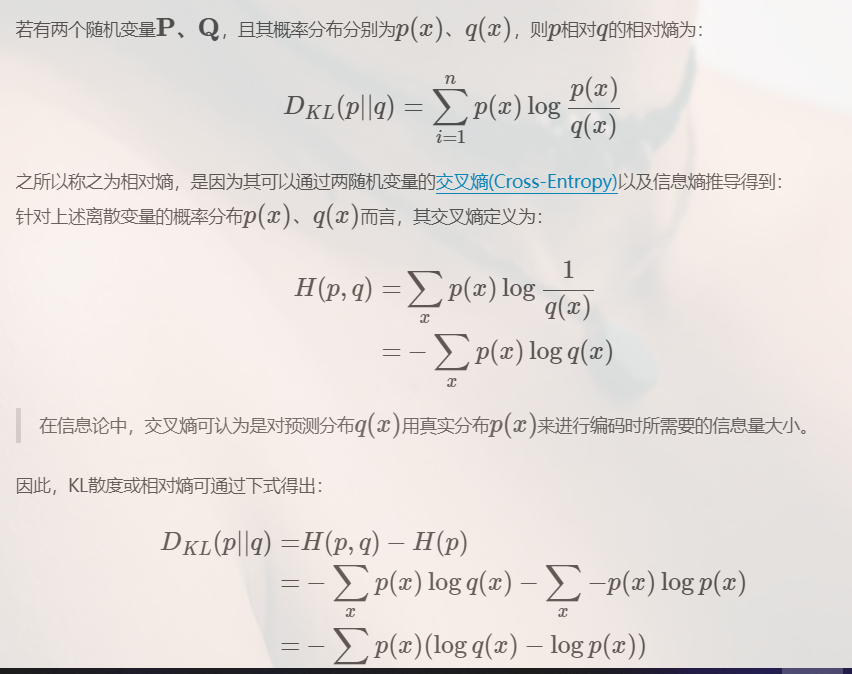 若有两个随机变量P、Q，且其概率分布分别为p(x)、q(x)，则p相对q的相对熵为：
D_{KL}(p||q) = \sum_{i=1}^{n} p(x) \log \frac{p(x)}{q(x)}
之所以称之为相对熵，是因为其可以通过两随机变量的交叉熵(Cross-Entropy)以及信息熵推导得到：
针对上述离散变量的概率分布p(x)、q(x)而言，其交叉熵定义为：
H(p, q) = \sum_{x} p(x) \log \frac{1}{q(x)}
= - \sum_{x} p(x) \log q(x)
在信息论中，交叉熵可认为是对预测分布q(x)用真实分布p(x)来进行编码时所需要的信息量大小。
因此，KL散度或相对熵可通过下式得出：
D_{KL}(p||q) = H(p, q) - H(p)
= - \sum_{x} p(x) \log q(x) - \sum_{x} -p(x) \log p(x)
= - \sum p(x)(\log q(x) - \log p(x))